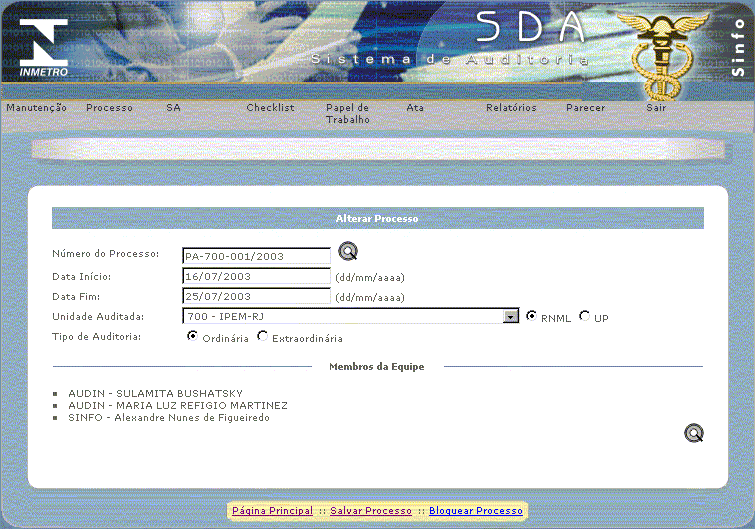 SDA
Sistema de Auditoria
INMETRO
Sinfo
Manutenção Processo SA Checklist Papel de Trabalho Ata Relatórios Parecer Sair
Alterar Processo
Número do Processo: PA-700-001/2003
Data Início: 16/07/2003 (dd/mm/aaaa)
Data Fim: 25/07/2003 (dd/mm/aaaa)
Unidade Auditada: 700 - IPEM-RJ RNML UP
Tipo de Auditoria: Ordinária Extraordinária
Membros da Equipe
AUDIN - SULAMITA BUSHATSKY
AUDIN - MARIA LUZ REFIGIO MARTINEZ
SINFO - Alexandre Nunes de Figueiredo
Página Principal :: Salvar Processo :: Bloquear Processo